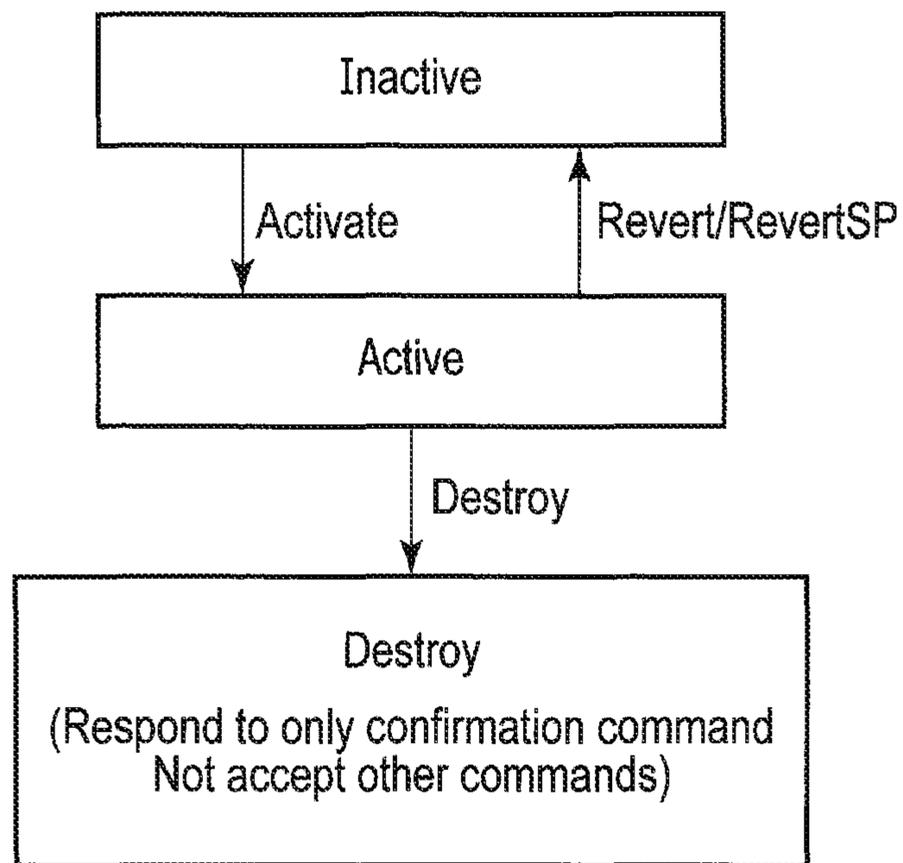 Inactive
Activate
Revert/RevertSP
Active
Destroy
Destroy
(Respond to only confirmation command
Not accept other commands)